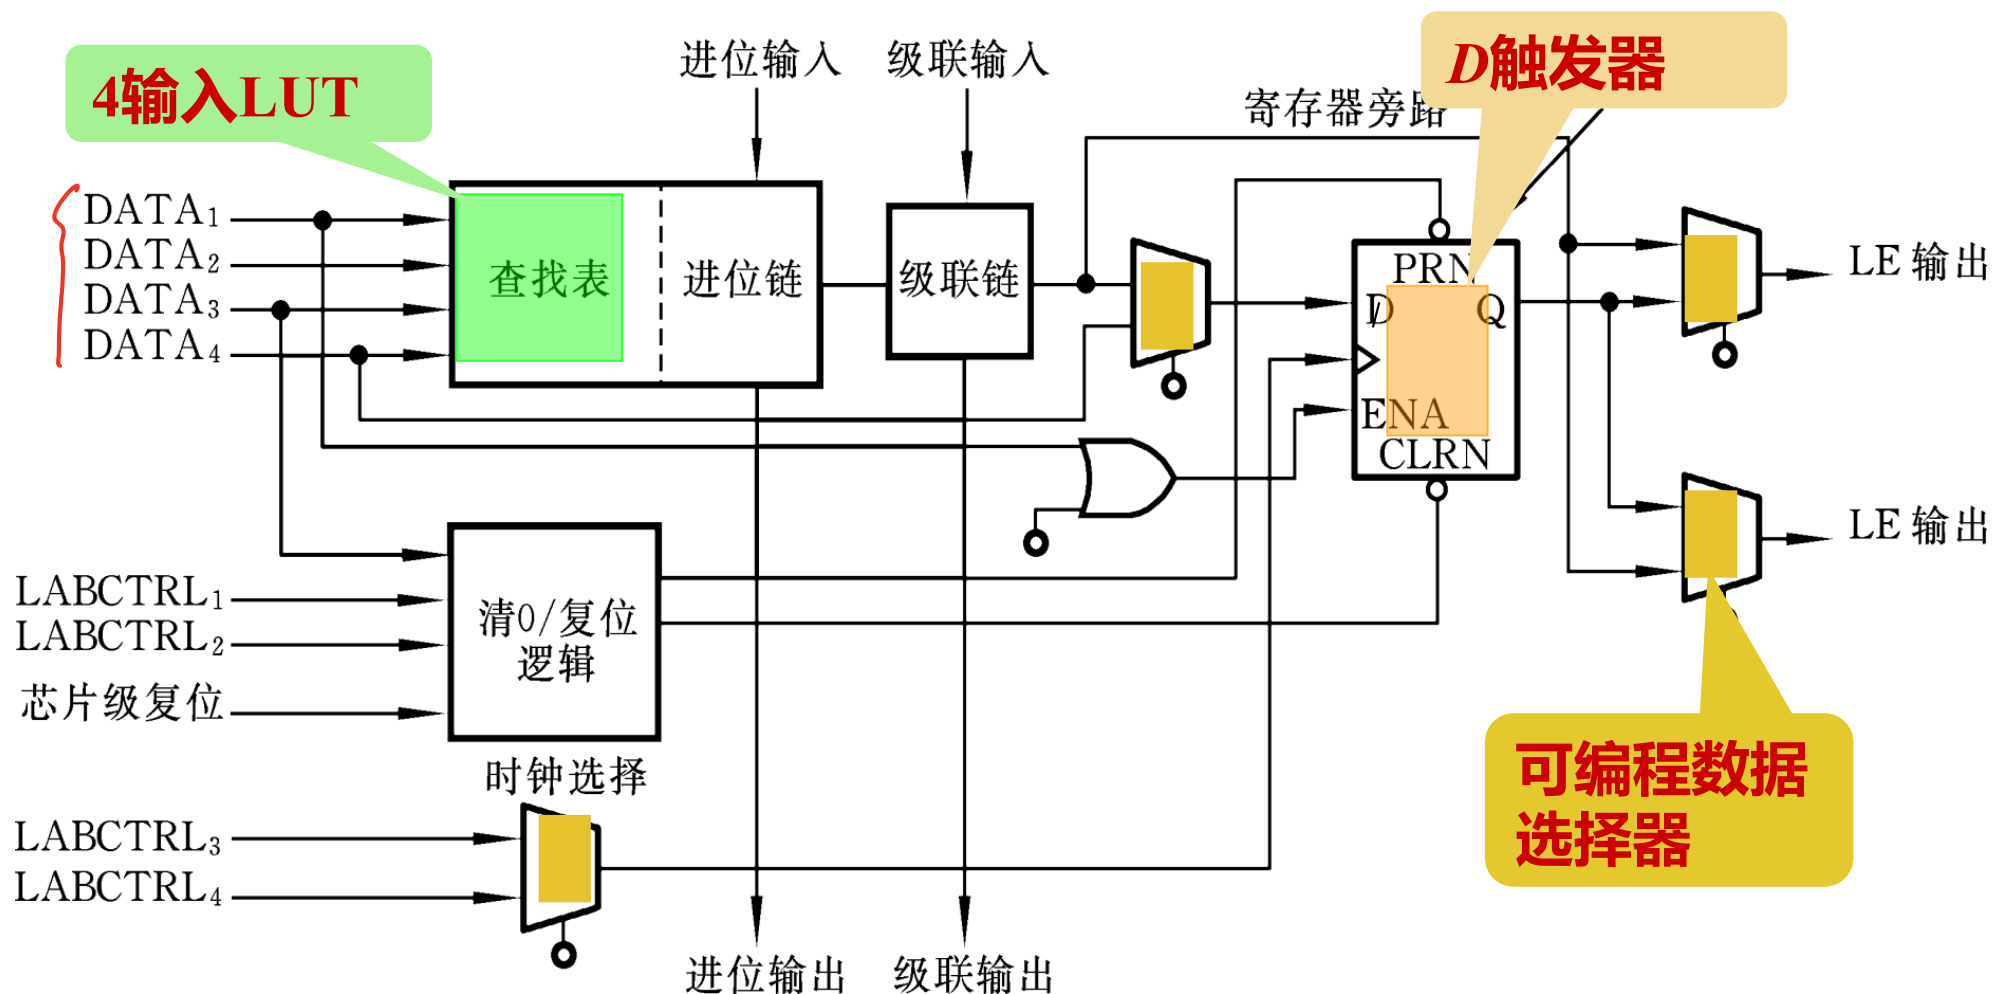 进位输入
级联输入
D触发器
4输入LUT
寄存器旁路
DATA1
DATA2
DATA3
DATA4
查找表
进位链
级联链
PRN
D
Q
ENA
CLRN
LE 输出
LE 输出
LABCTRL1
LABCTRL2
芯片级复位
清0/复位
逻辑
时钟选择
LABCTRL3
LABCTRL4
可编程数据
选择器
进位输出
级联输出